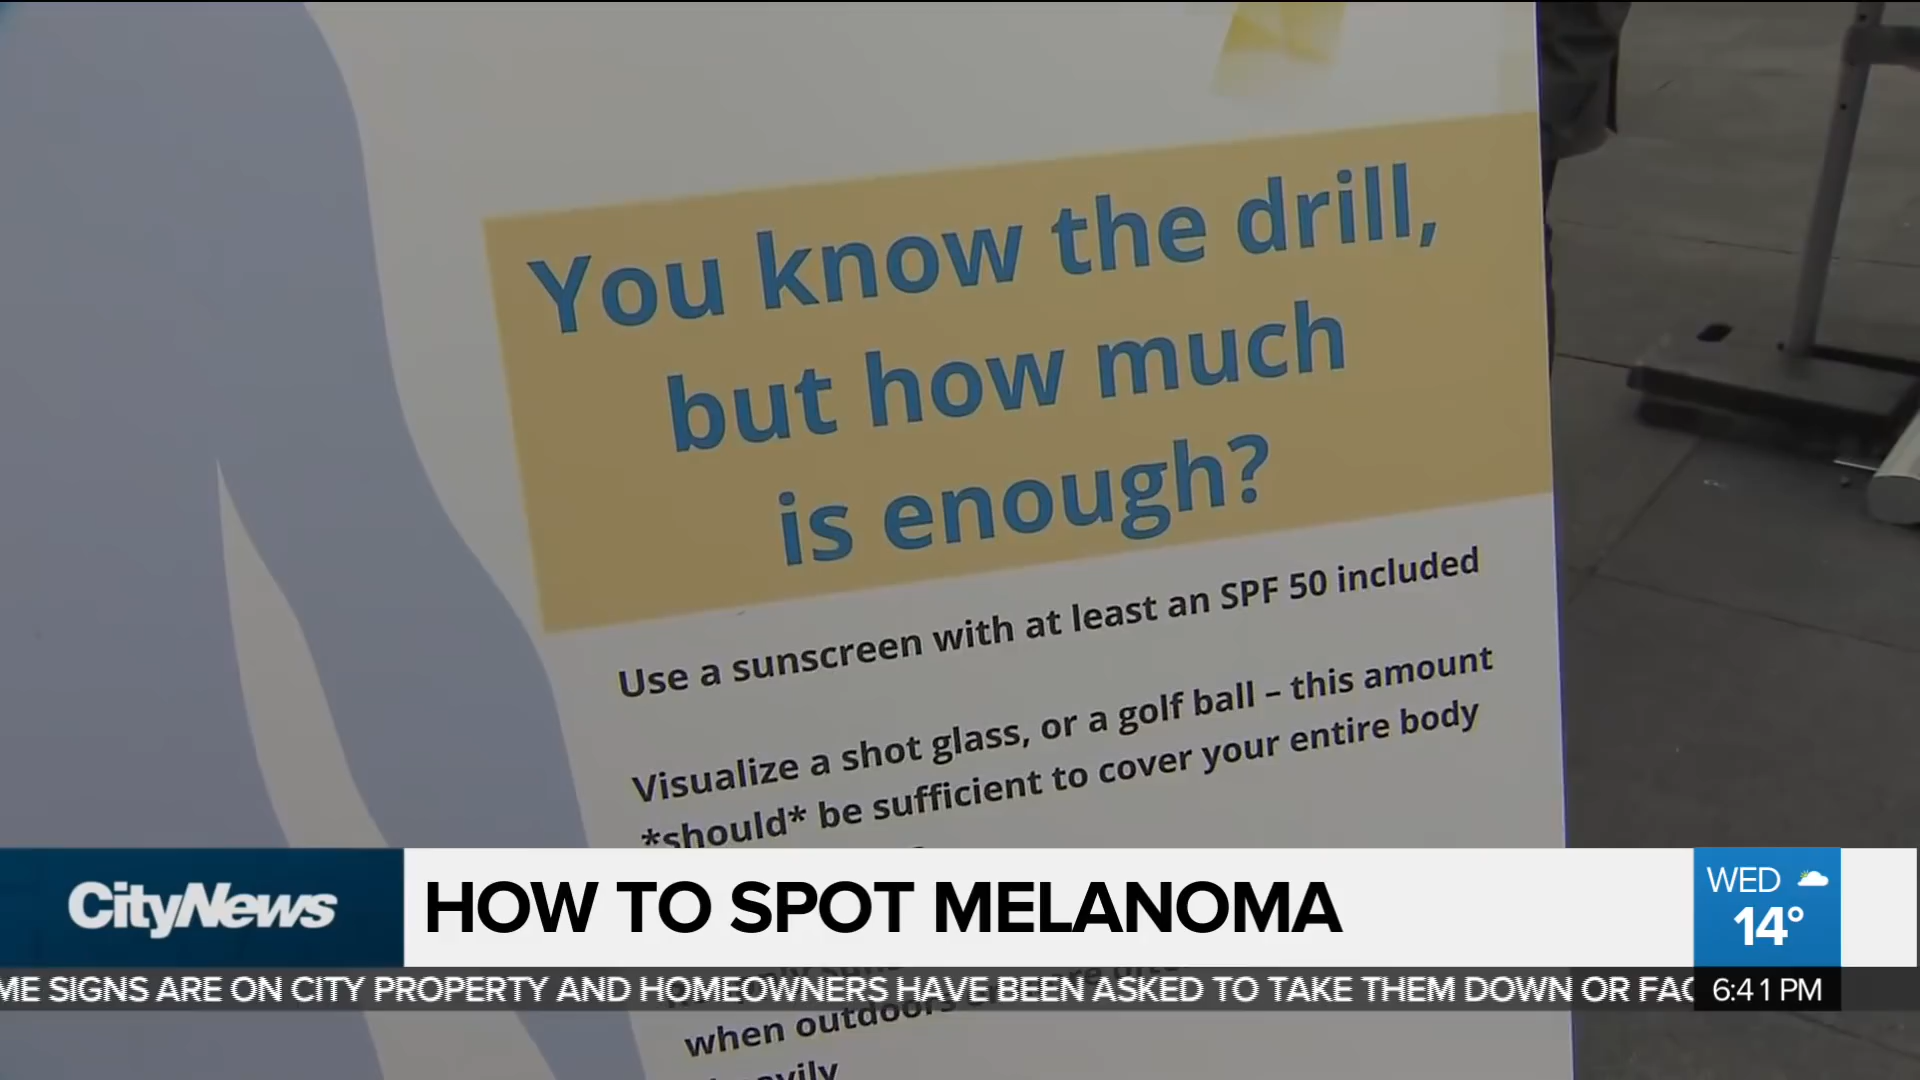 You know the drill,
but how much
is enough?
Use a sunscreen with at least an SPF 50 included
Visualize a shot glass, or a golf ball – this amount
*should* be sufficient to cover your entire body
CityNews
HOW TO SPOT MELANOMA
WED
14°
ME SIGNS ARE ON CITY PROPERTY AND HOMEOWNERS HAVE BEEN ASKED TO TAKE THEM DOWN OR FAC
6:41 PM
when outdoors